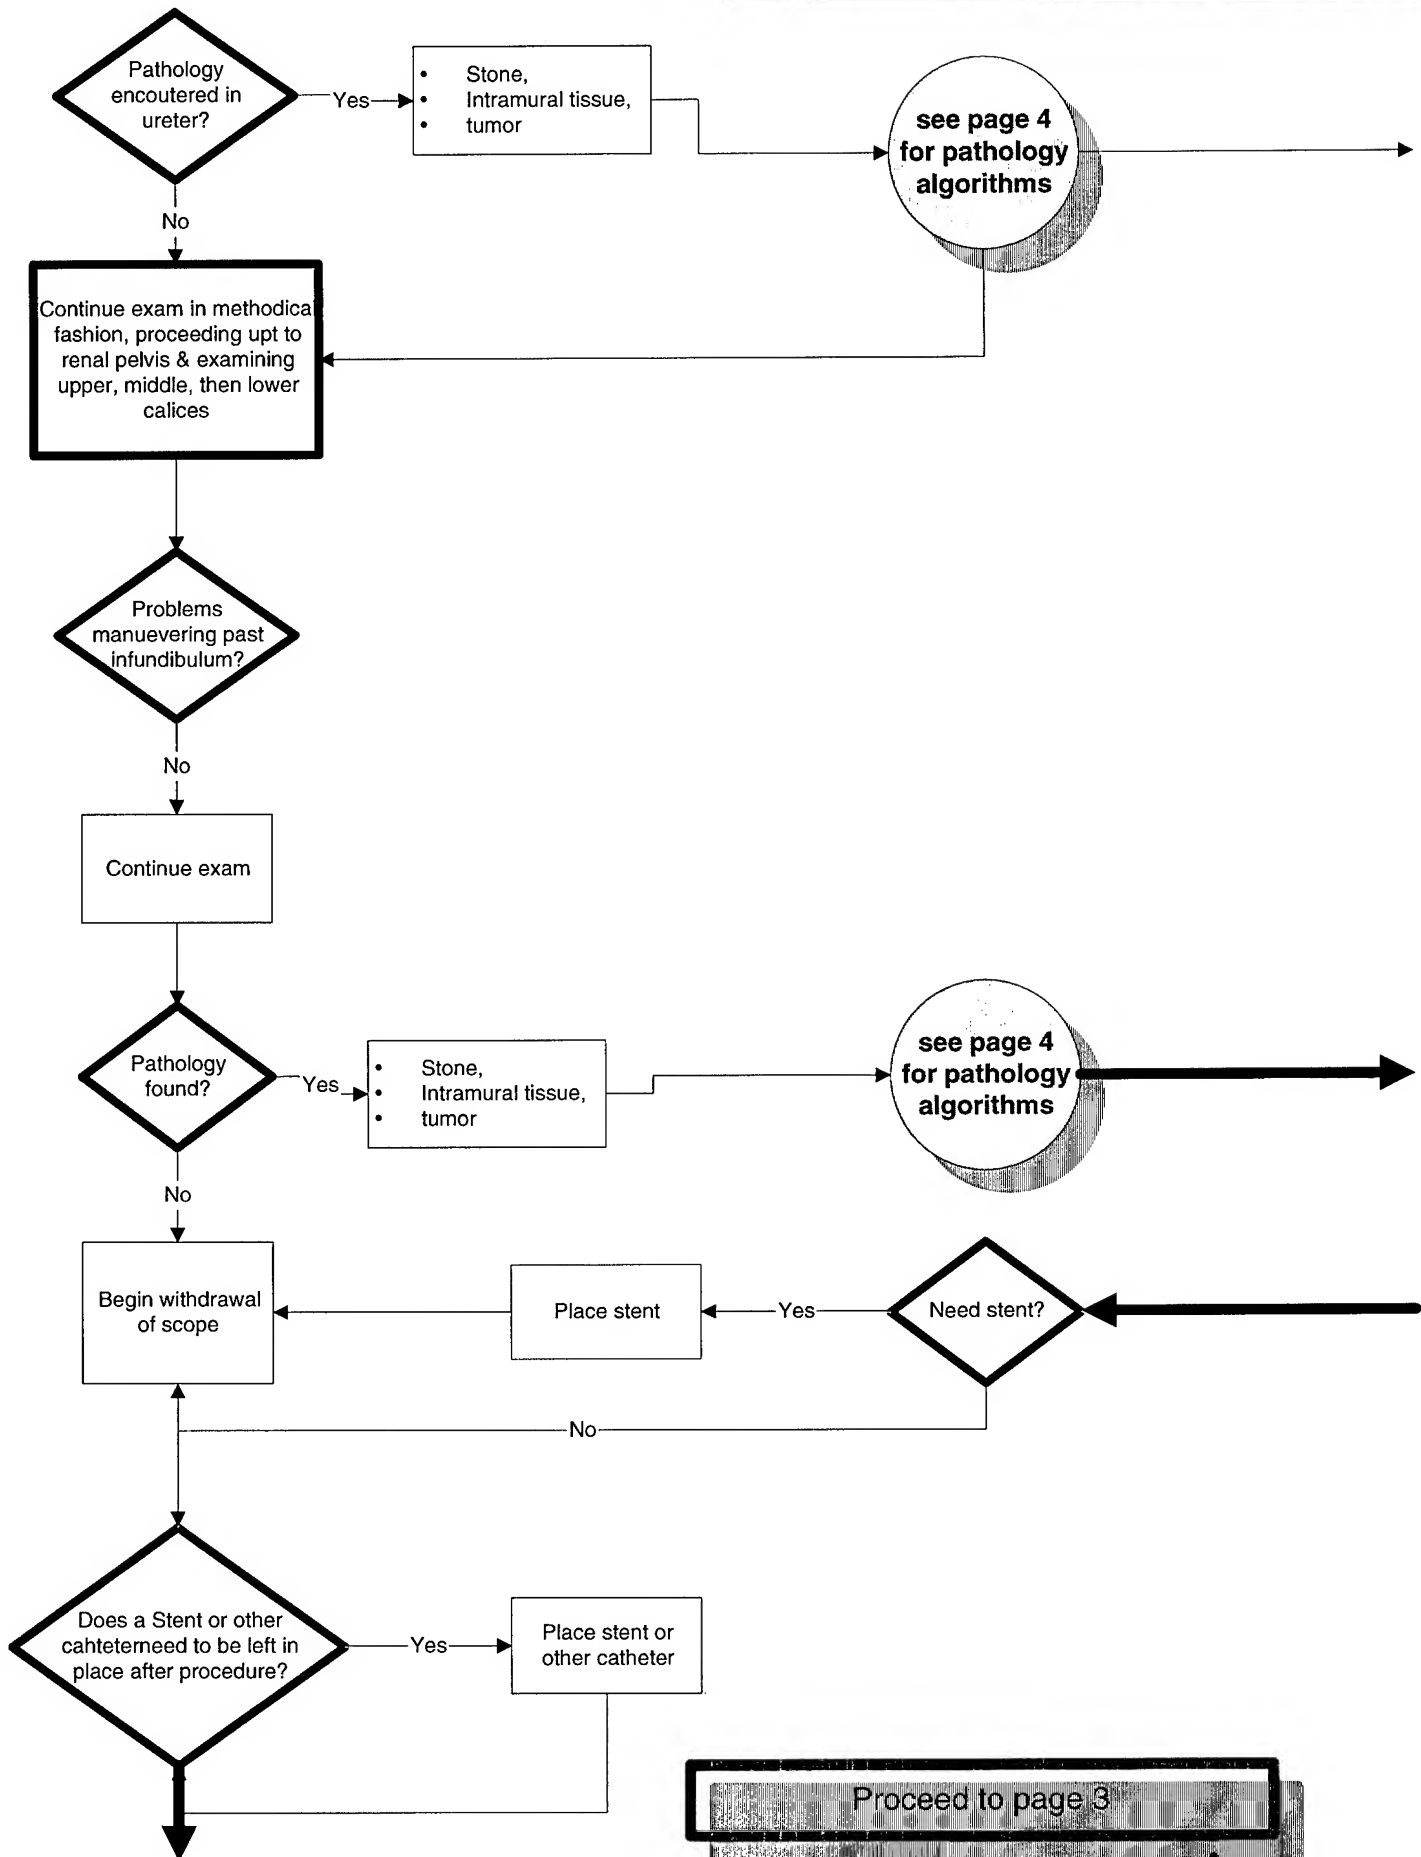 Pathology
encoutered in
ureter?
Yes
• Stone,
• Intramural tissue,
• tumor
see page 4
for pathology
algorithms
No
Continue exam in methodical
fashion, proceeding upt to
renal pelvis & examining
upper, middle, then lower
calices
Problems
manuevering past
infundibulum?
No
Continue exam
Pathology
found?
Yes
• Stone,
• Intramural tissue,
• tumor
see page 4
for pathology
algorithms
No
Begin withdrawal
of scope
Place stent
Yes
Need stent?
No
Does a Stent or other
cahteterneed to be left in
place after procedure?
Yes
Place stent or
other catheter
Proceed to page 3